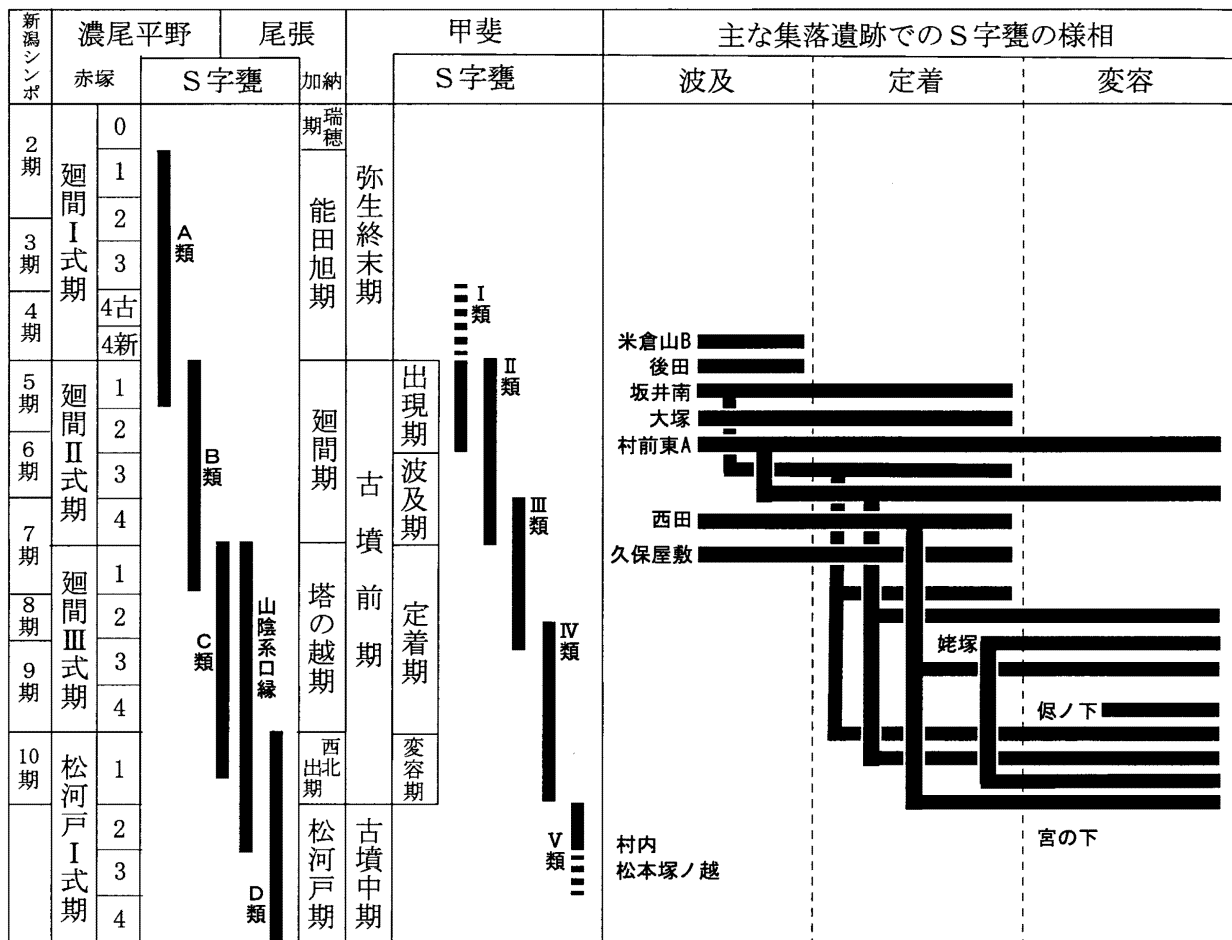 新潟シンポ
濃尾平野
尾張
甲斐
主な集落遺跡でのS字甕の様相
赤塚
S字甕
加納
S字甕
波及
定着
変容
2期
3期
4期
5期
6期
7期
8期
9期
10期
廻間Ⅰ式期
廻間Ⅱ式期
廻間Ⅲ式期
松河戸Ⅰ式期
0
1
2
3
4古
4新
1
2
3
4
1
2
3
4
1
2
3
4
A類
B類
C類
山陰系口縁
D類
瑞穂期
能田旭期
廻間期
塔の越期
西北出期
松河戸期
弥生終末期
古墳前期
古墳中期
出現期
波及期
定着期
変容期
Ⅰ類
Ⅱ類
Ⅲ類
Ⅳ類
Ⅴ類
米倉山B
後田
坂井南
大塚
村前東A
西田
久保屋敷
姥塚
侭ノ下
宮の下
村内
松本塚ノ越